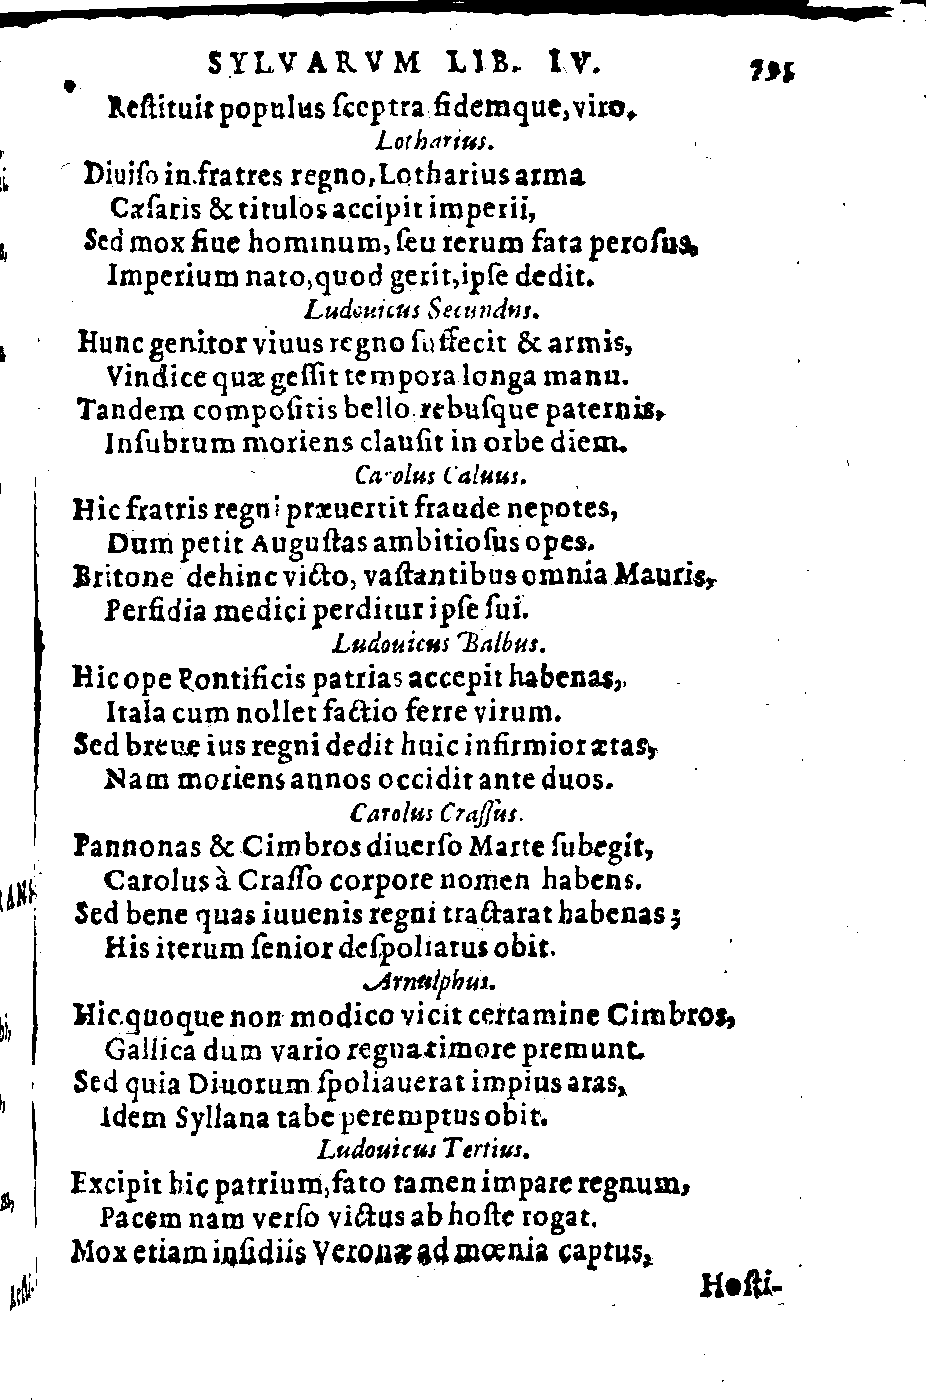 SYLVARVM LIB. IV. 795
Reſtituit populus ſceptra fidemque, viro.
Lotharius.
Diuiſo in fratres regno, Lotharius arma
Cæſaris & titulos accipit imperii,
Sed mox ſiue hominum, ſeu rerum fata peroſus,
Imperium nato, quod gerit, ipſe dedit.
Ludouicus Secundus.
Hunc genitor viuus regno ſuffecit & armis,
Vindice quæ geſſit tempora longa manu.
Tandem compoſitis bello rebuſque paternis,
Inſubrum moriens clauſit in orbe diem.
Carolus Caluus.
Hic fratris regni præuertit fraude nepotes,
Dum petit Auguſtas ambitioſus opes.
Britone dehinc victo, vaſtantibus omnia Mauris,
Perfidia medici perditur ipſe ſui.
Ludouicus Balbus.
Hic ope Pontificis patrias accepit habenas,
Itala cum nollet factio ferre virum.
Sed breue ius regni dedit huic infirmior ætas,
Nam moriens annos occidit ante duos.
Carolus Craſſus.
Pannonas & Cimbros diuerſo Marte ſubegit,
Carolus à Craſſo corpore nomen habens.
Sed bene quas iuuenis regni tractarat habenas;
His iterum ſenior deſpoliatus obit.
Arnulphus.
Hic quoque non modico vicit certamine Cimbros,
Gallica dum vario regna timore premunt.
Sed quia Diuorum ſpoliauerat impius aras,
Idem Syllana tabe peremptus obit.
Ludouicus Tertius.
Excipit hic patrium, fato tamen impare regnum,
Pacem nam verſo victus ab hoſte rogat.
Mox etiam inſidiis Veronæ ad mœnia captus,
Hoſti-